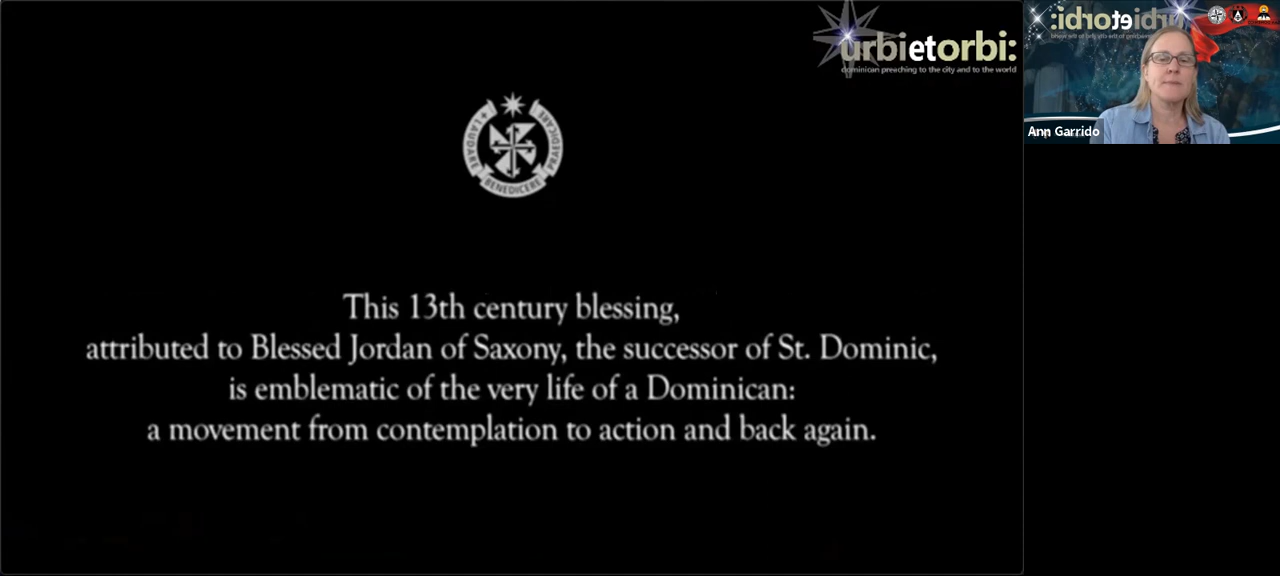 urbietorbi:
dominican preaching to the city and to the world
LAUDARE
BENEDICERE
PRAEDICARE
This 13th century blessing,
attributed to Blessed Jordan of Saxony, the successor of St. Dominic,
is emblematic of the very life of a Dominican:
a movement from contemplation to action and back again.
urbietorbi:
Ann Garrido